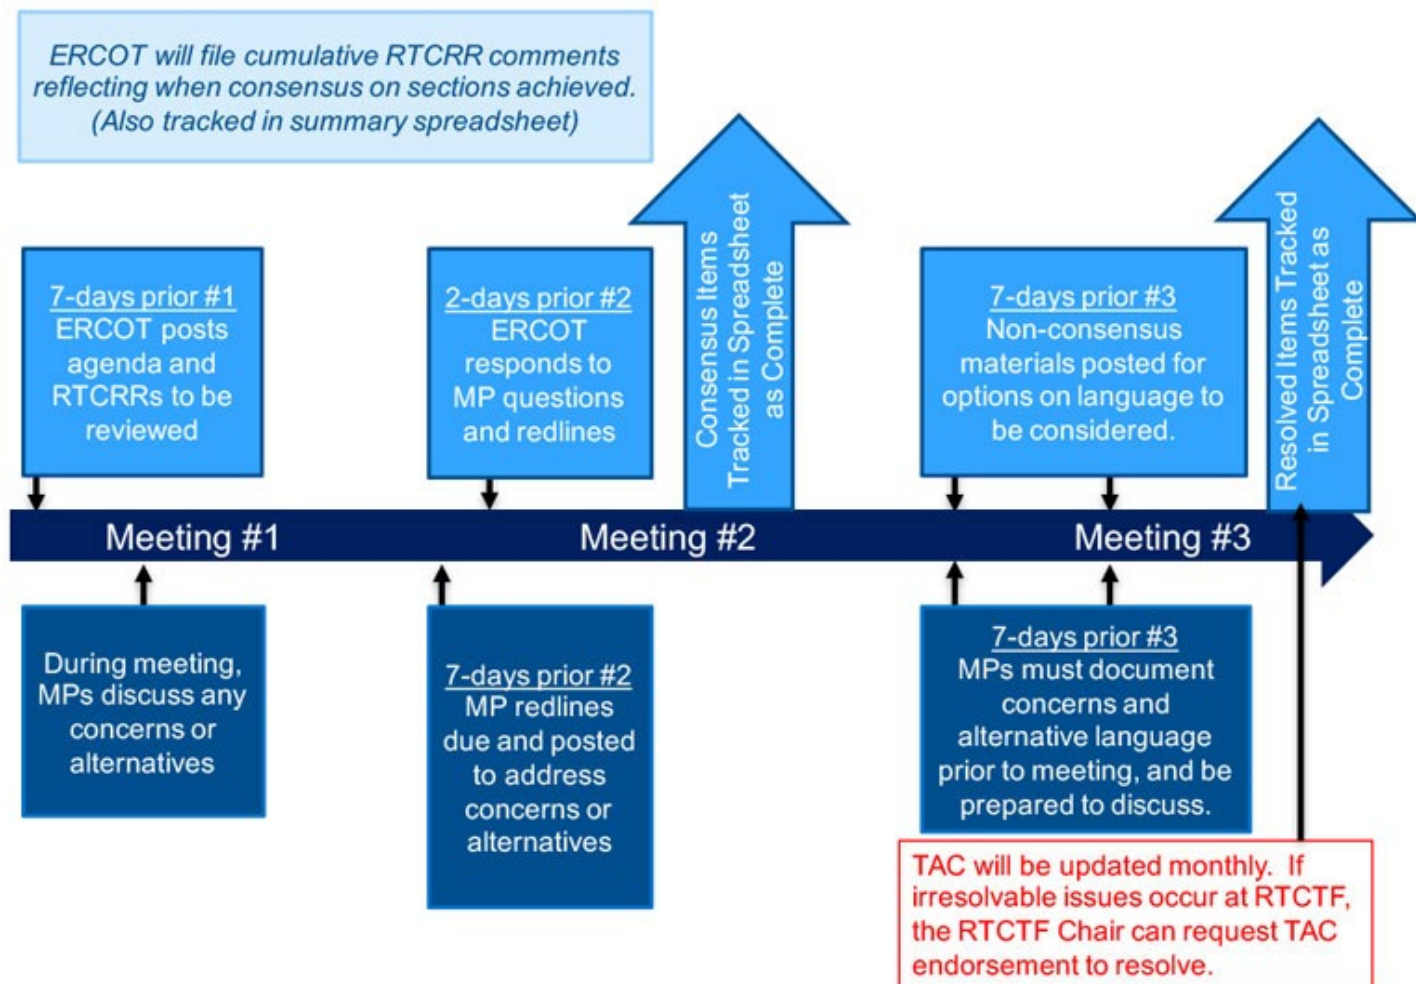 ERCOT will file cumulative RTCRR comments
reflecting when consensus on sections achieved.
(Also tracked in summary spreadsheet)
7-days prior #1
ERCOT posts
agenda and
RTCRRs to be
reviewed
2-days prior #2
ERCOT
responds to
MP questions
and redlines
Consensus Items
Tracked in Spreadsheet
as Complete
7-days prior #3
Non-consensus
materials posted for
options on language to
be considered.
Resolved Items Tracked
in Spreadsheet as
Complete
Meeting #1
Meeting #2
Meeting #3
During meeting,
MPs discuss any
concerns or
alternatives
7-days prior #2
MP redlines
due and posted
to address
concerns or
alternatives
7-days prior #3
MPs must document
concerns and
alternative language
prior to meeting, and be
prepared to discuss.
TAC will be updated monthly. If
irresolvable issues occur at RTCTF,
the RTCTF Chair can request TAC
endorsement to resolve.